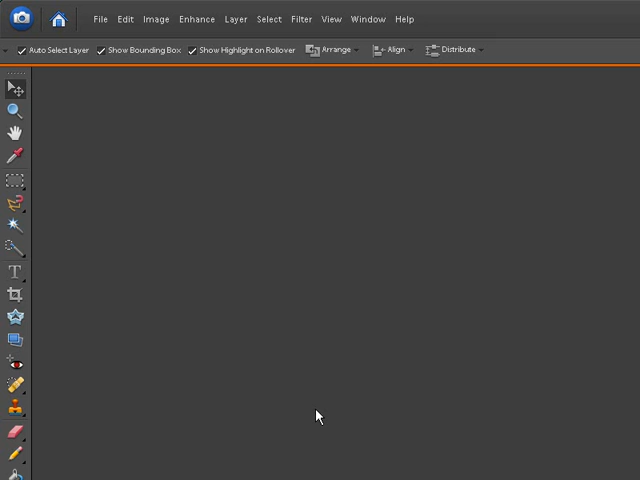 File Edit Image Enhance Layer Select Filter View Window Help
Auto Select Layer Show Bounding Box Show Highlight on Rollover Arrange Align Distribute
T